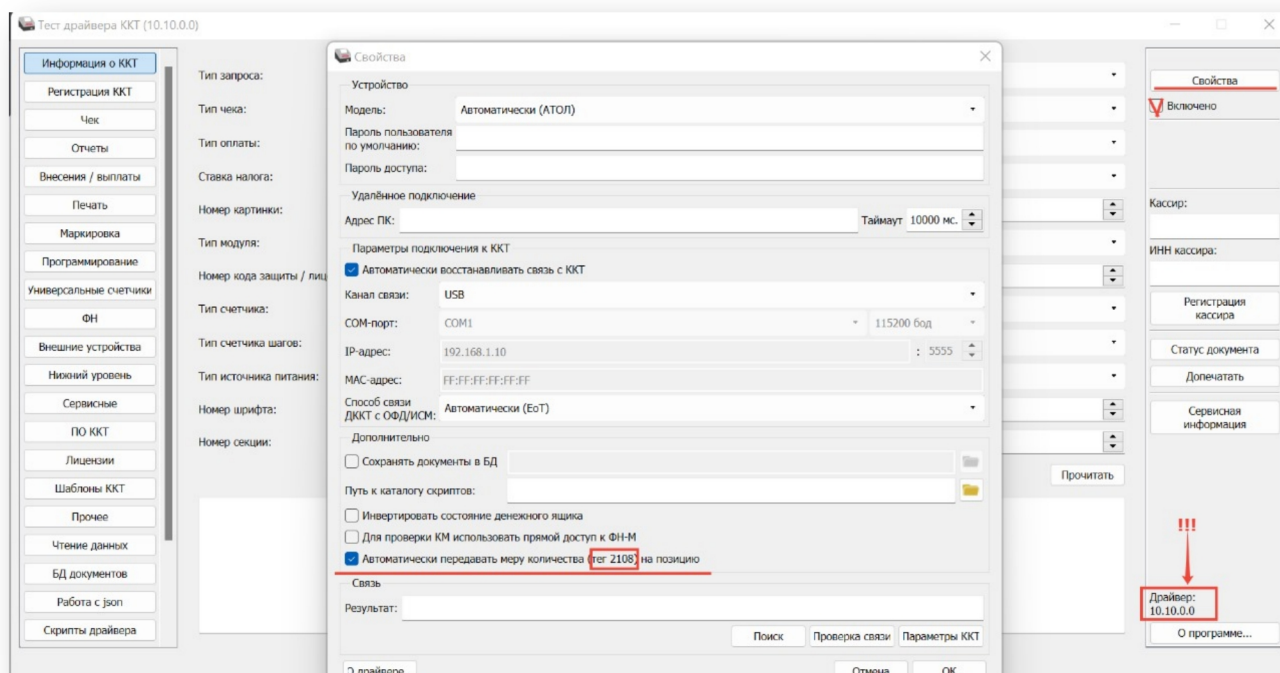 Тест драйвера ККТ (10.10.0.0)
Информация о ККТ
Регистрация ККТ
Чек
Отчеты
Внесения / выплаты
Печать
Маркировка
Программирование
Универсальные счетчики
ФН
Внешние устройства
Нижний уровень
Сервисные
ПО ККТ
Лицензии
Шаблоны ККТ
Прочее
Чтение данных
БД документов
Работа с json
Скрипты драйвера
Тип запроса:
Тип чека:
Тип оплаты:
Ставка налога:
Номер картинки:
Тип модуля:
Номер кода защиты / лиц
Тип счетчика:
Тип счетчика шагов:
Тип источника питания:
Номер шрифта:
Номер секции:
Свойства
Устройство
Модель: Автоматически (АТОЛ)
Пароль пользователя
по умолчанию:
Пароль доступа:
Удалённое подключение
Адрес ПК: Таймаут 10000 мс.
Параметры подключения к ККТ
Автоматически восстанавливать связь с ККТ
Канал связи: USB
COM-порт: COM1 115200 бод
IP-адрес: 192.168.1.10 : 5555
MAC-адрес: FF:FF:FF:FF:FF:FF
Способ связи
ДККТ с ОФД/ИСМ: Автоматически (EoT)
Дополнительно
Сохранять документы в БД
Путь к каталогу скриптов:
Инвертировать состояние денежного ящика
Для проверки КМ использовать прямой доступ к ФН-М
Автоматически передавать меру количества (тег 2108) на позицию
Связь
Результат:
Поиск Проверка связи Параметры ККТ
О драйвере Отмена ОК
Прочитать
Свойства
Включено
Кассир:
ИНН кассира:
Регистрация
кассира
Статус документа
Допечатать
Сервисная
информация
!!!
Драйвер:
10.10.0.0
О программе...